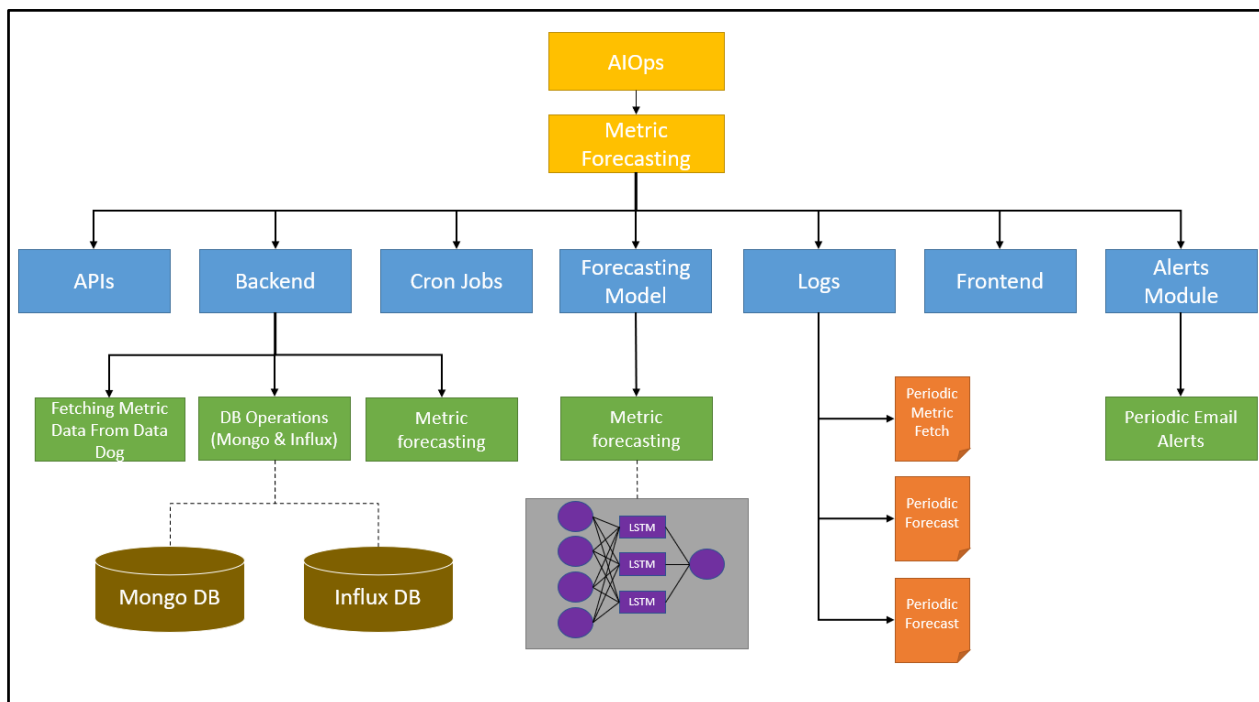 AIOps
Metric
Forecasting
APIs
Backend
Cron Jobs
Forecasting
Model
Logs
Frontend
Alerts
Module
Fetching Metric
Data From Data
Dog
DB Operations
(Mongo & Influx)
Metric
forecasting
Metric
forecasting
Periodic
Metric
Fetch
Periodic Email
Alerts
Periodic
Forecast
Periodic
Forecast
LSTM
LSTM
LSTM
Mongo DB
Influx DB